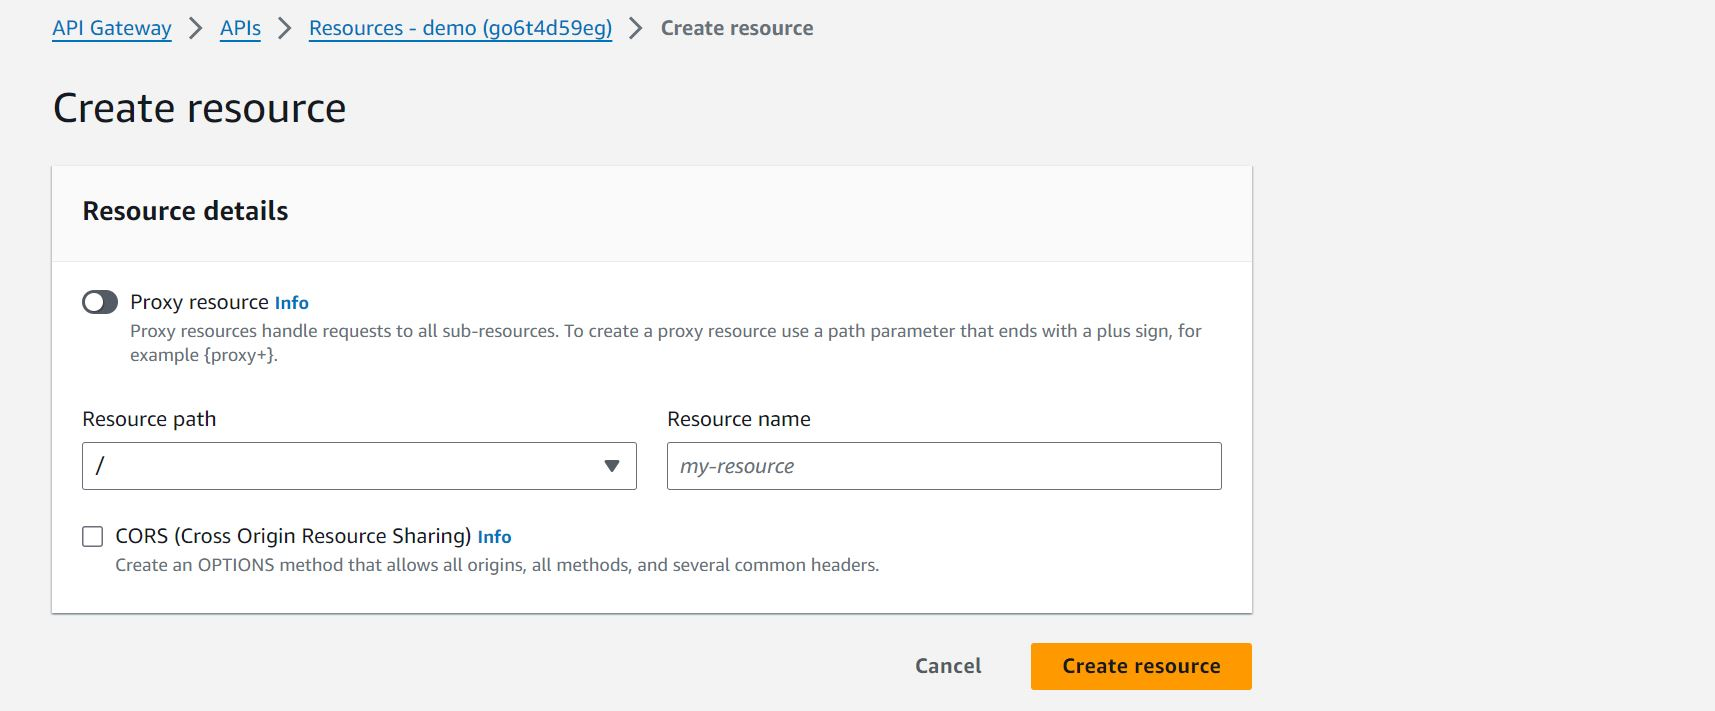 API Gateway > APIs > Resources - demo (go6t4d59eg) > Create resource
Create resource
Resource details
Proxy resource Info
Proxy resources handle requests to all sub-resources. To create a proxy resource use a path parameter that ends with a plus sign, for
example {proxy+}.
Resource path
Resource name
/
my-resource
CORS (Cross Origin Resource Sharing) Info
Create an OPTIONS method that allows all origins, all methods, and several common headers.
Cancel
Create resource